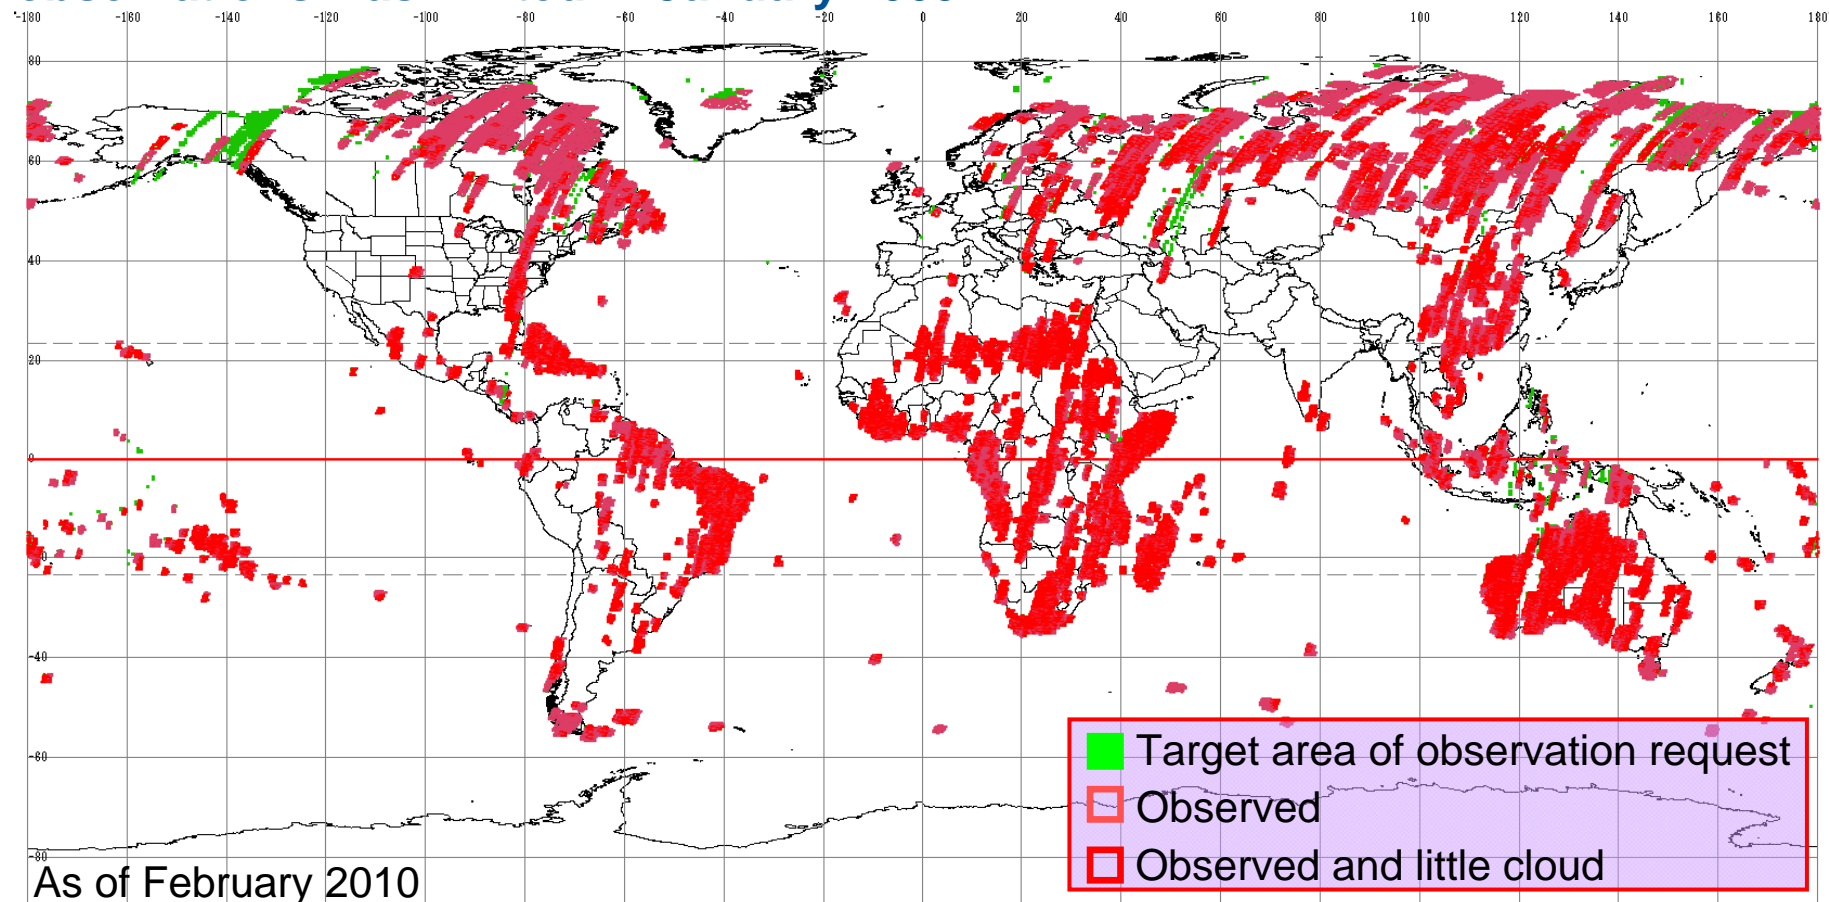 -180 -160 -140 -120 -100 -80 -60 -40 -20 0 20 40 60 80 100 120 140 160 180
80
60
40
20
0
-40
-60
-80
Target area of observation request
Observed
Observed and little cloud
As of February 2010